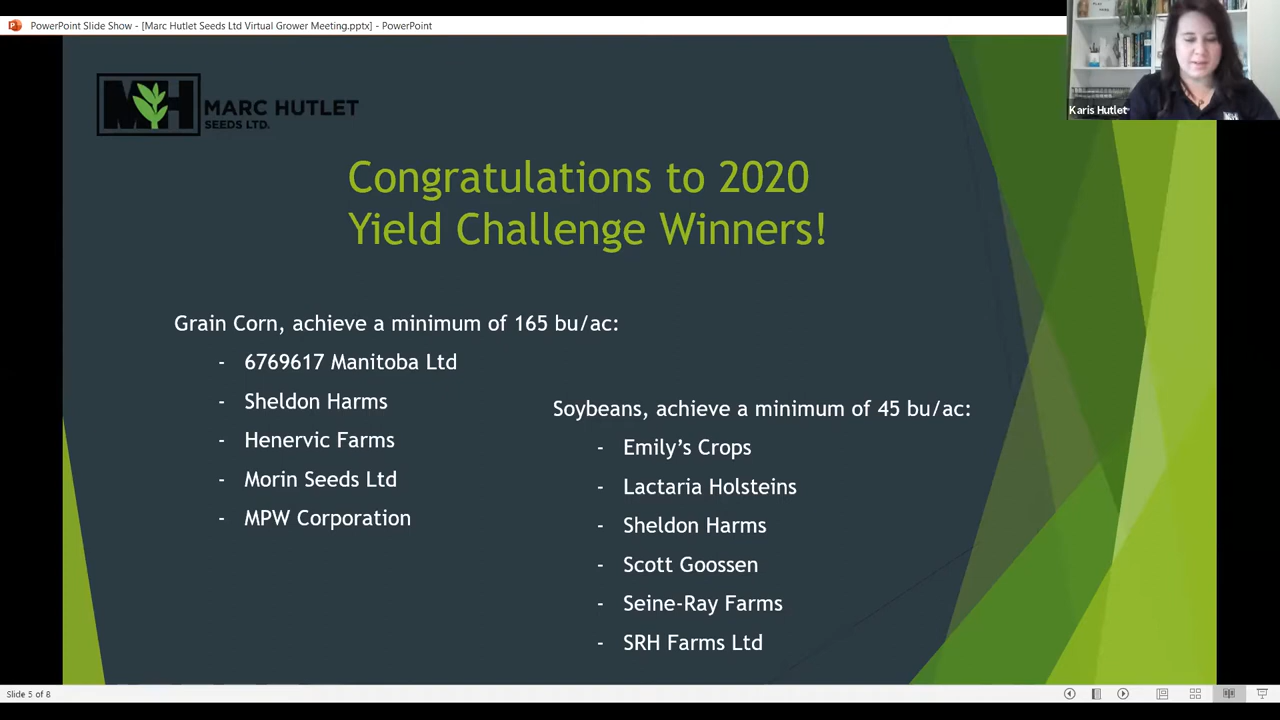 PowerPoint Slide Show - [Marc Hutlet Seeds Ltd Virtual Grower Meeting.pptx] - PowerPoint
Karis Hutlet
MH MARC HUTLET
SEEDS LTD.
Congratulations to 2020
Yield Challenge Winners!
Grain Corn, achieve a minimum of 165 bu/ac:
- 6769617 Manitoba Ltd
- Sheldon Harms
- Henervic Farms
- Morin Seeds Ltd
- MPW Corporation
Soybeans, achieve a minimum of 45 bu/ac:
- Emily’s Crops
- Lactaria Holsteins
- Sheldon Harms
- Scott Goossen
- Seine-Ray Farms
- SRH Farms Ltd
Slide 5 of 8